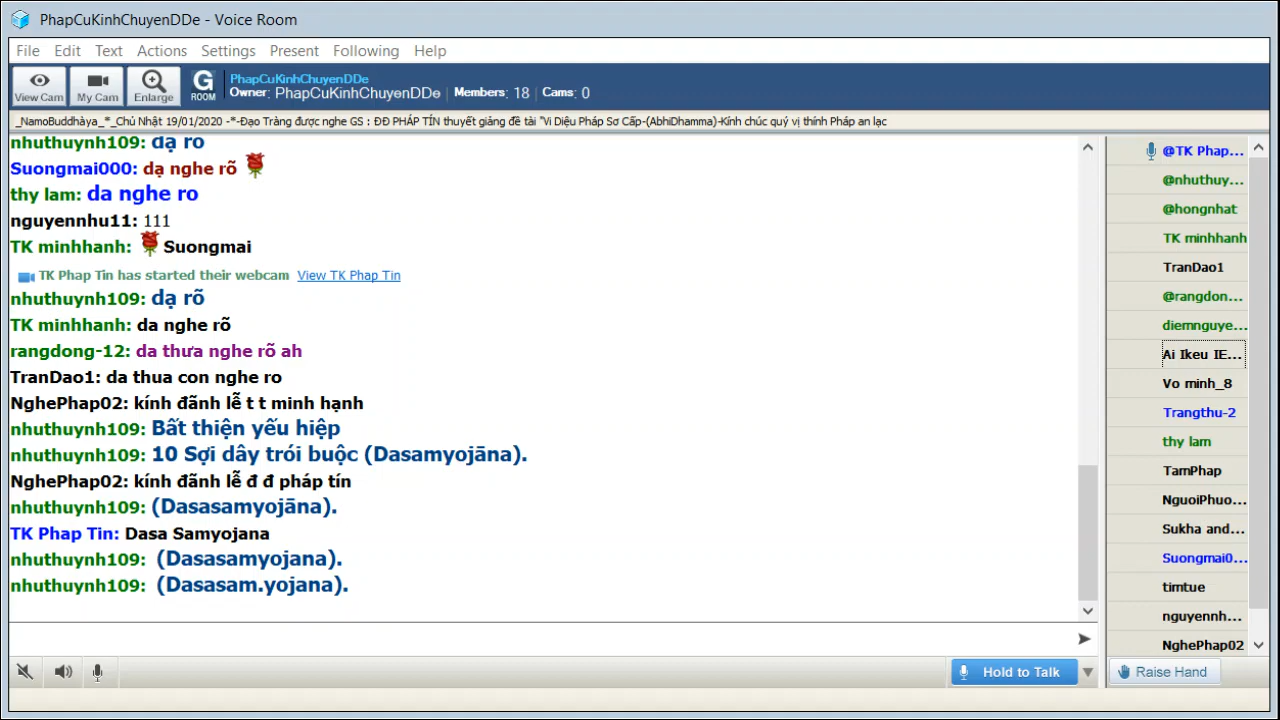 PhapCuKinhChuyenDDe - Voice Room
File Edit Text Actions Settings Present Following Help
View Cam My Cam Enlarge G ROOM
PhapCuKinhChuyenDDe
Owner: PhapCuKinhChuyenDDe Members: 18 Cams: 0
_NamoBuddhàya_*_Chú Nhật 19/01/2020 -*-Đạo Tràng được nghe GS : ĐĐ PHÁP TÍN thuyết giảng đề tài "Vi Diệu Pháp Sơ Cấp-(AbhiDhamma)-Kính chúc quý vị thính Pháp an lạc
nhuthuynh109: dạ ro
Suongmai000: dạ nghe rõ
thy lam: da nghe ro
nguyennhu11: 111
TK minhhanh: Suongmai
TK Phap Tin has started their webcam View TK Phap Tin
nhuthuynh109: dạ rõ
TK minhhanh: da nghe rõ
rangdong-12: da thưa nghe rõ ah
TranDao1: da thua con nghe ro
NghePhap02: kính đãnh lễ t t minh hạnh
nhuthuynh109: Bất thiện yếu hiệp
nhuthuynh109: 10 Sợi dây trói buộc (Dasamyojāna).
NghePhap02: kính đãnh lễ đ đ pháp tín
nhuthuynh109: (Dasasamyojāna).
TK Phap Tin: Dasa Samyojana
nhuthuynh109: (Dasasamyojana).
nhuthuynh109: (Dasasam.yojana).
@TK Phap...
@nhuthuy...
@hongnhat
TK minhhanh
TranDao1
@rangdon...
diemnguye...
Ai Ikeu IE...
Vo minh_8
Trangthu-2
thy lam
TamPhap
NguoiPhuo...
Sukha and...
Suongmai0...
timtue
nguyennh...
NghePhap02
Hold to Talk
Raise Hand